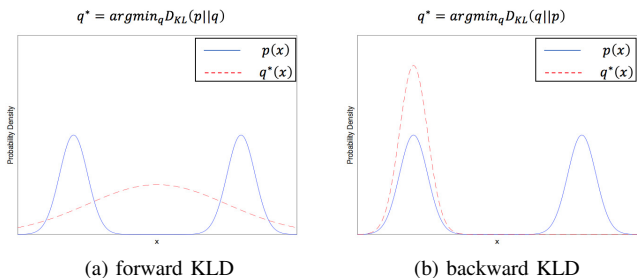 q* = argmin_q D_KL(p||q)
p(x)
q*(x)
Probability Density
x
(a) forward KLD
q* = argmin_q D_KL(q||p)
p(x)
q*(x)
Probability Density
x
(b) backward KLD